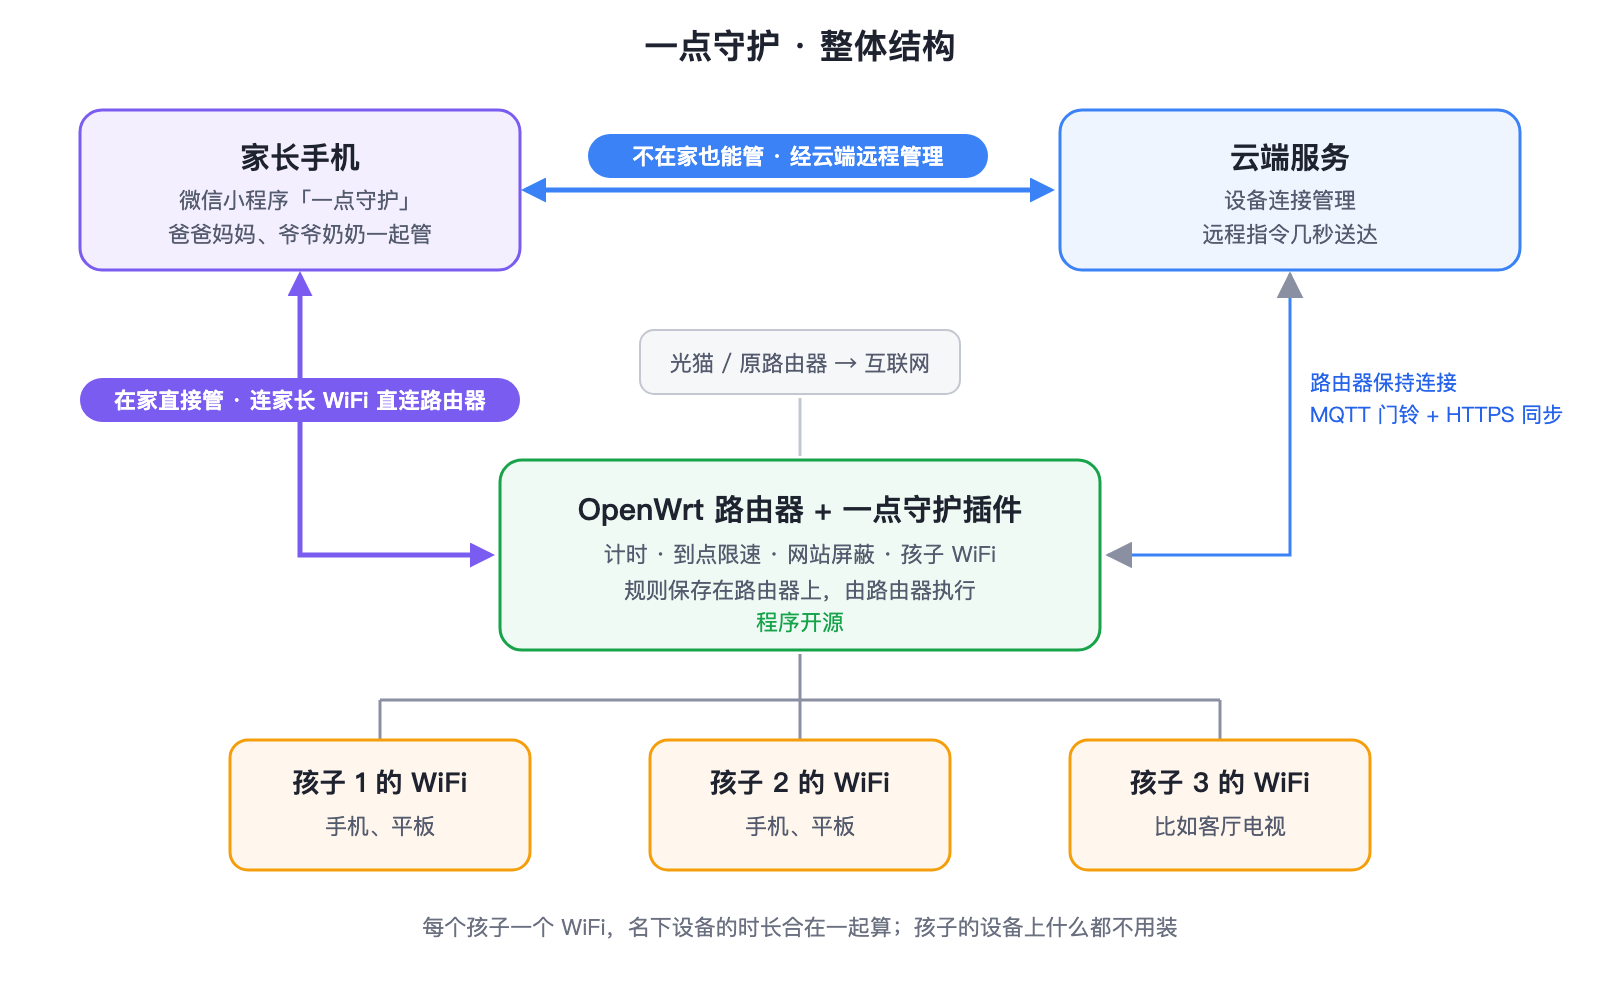 一点守护 · 整体结构
家长手机
微信小程序「一点守护」
爸爸妈妈、爷爷奶奶一起管
不在家也能管 · 经云端远程管理
云端服务
设备连接管理
远程指令几秒送达
在家直接管 · 连家长 WiFi 直连路由器
光猫 / 原路由器 → 互联网
路由器保持连接
MQTT 门铃 + HTTPS 同步
OpenWrt 路由器 + 一点守护插件
计时 · 到点限速 · 网站屏蔽 · 孩子 WiFi
规则保存在路由器上，由路由器执行
程序开源
孩子 1 的 WiFi
手机、平板
孩子 2 的 WiFi
手机、平板
孩子 3 的 WiFi
比如客厅电视
每个孩子一个 WiFi，名下设备的时长合在一起算；孩子的设备上什么都不用装